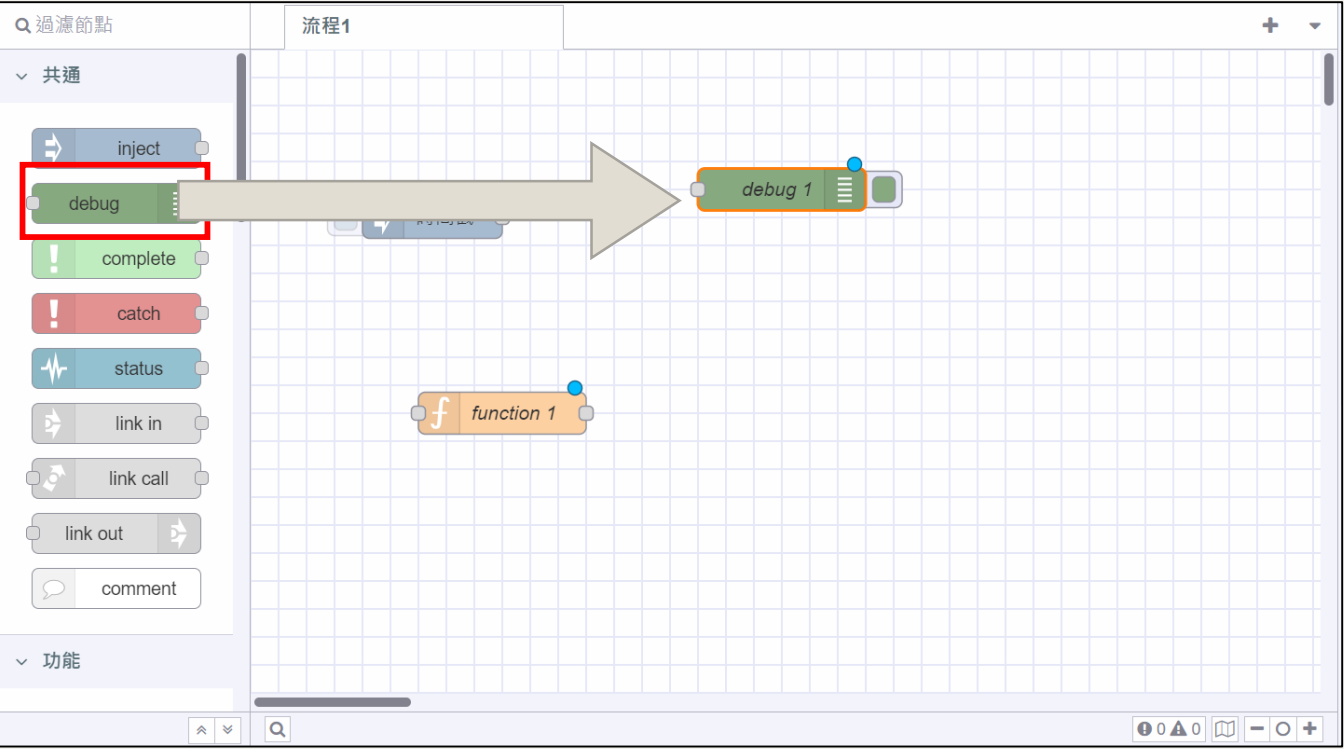 過濾節點
流程1
共通
inject
debug
complete
catch
status
link in
link call
link out
comment
功能
debug 1
function 1
0 0